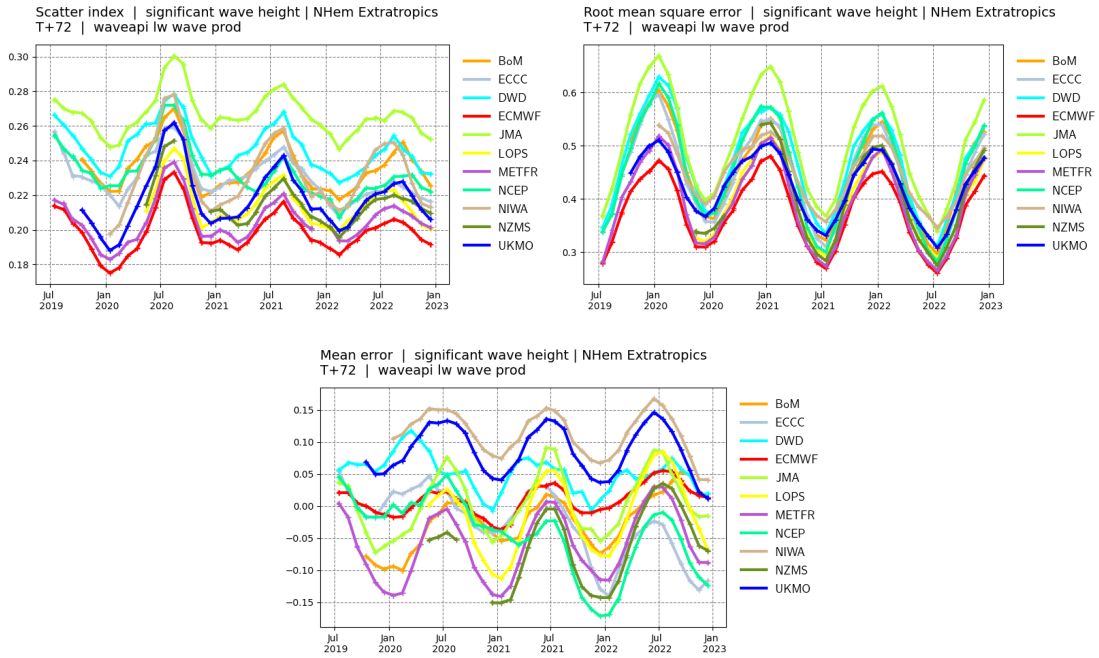 Scatter index | significant wave height | NHem Extratropics
T+72 | waveapi lw wave prod
0.30
0.28
0.26
0.24
0.22
0.20
0.18
Jul 2019
Jan 2020
Jul 2020
Jan 2021
Jul 2021
Jan 2022
Jul 2022
Jan 2023
BoM
ECCC
DWD
ECMWF
JMA
LOPS
METFR
NCEP
NIWA
NZMS
UKMO
Root mean square error | significant wave height | NHem Extratropics
T+72 | waveapi lw wave prod
0.6
0.5
0.4
0.3
Jul 2019
Jan 2020
Jul 2020
Jan 2021
Jul 2021
Jan 2022
Jul 2022
Jan 2023
BoM
ECCC
DWD
ECMWF
JMA
LOPS
METFR
NCEP
NIWA
NZMS
UKMO
Mean error | significant wave height | NHem Extratropics
T+72 | waveapi lw wave prod
0.15
0.10
0.05
0.00
−0.05
−0.10
−0.15
Jul 2019
Jan 2020
Jul 2020
Jan 2021
Jul 2021
Jan 2022
Jul 2022
Jan 2023
BoM
ECCC
DWD
ECMWF
JMA
LOPS
METFR
NCEP
NIWA
NZMS
UKMO